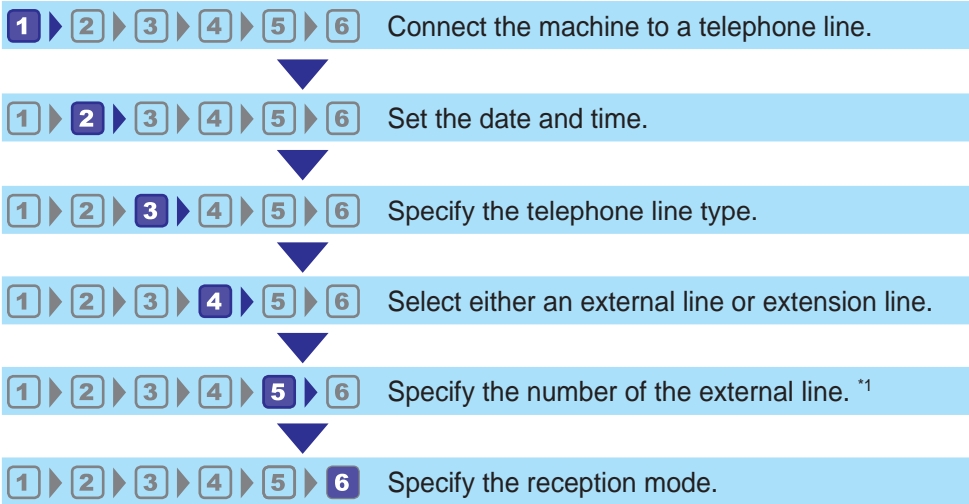 1 2 3 4 5 6 Connect the machine to a telephone line.
1 2 3 4 5 6 Set the date and time.
1 2 3 4 5 6 Specify the telephone line type.
1 2 3 4 5 6 Select either an external line or extension line.
1 2 3 4 5 6 Specify the number of the external line. *1
1 2 3 4 5 6 Specify the reception mode.